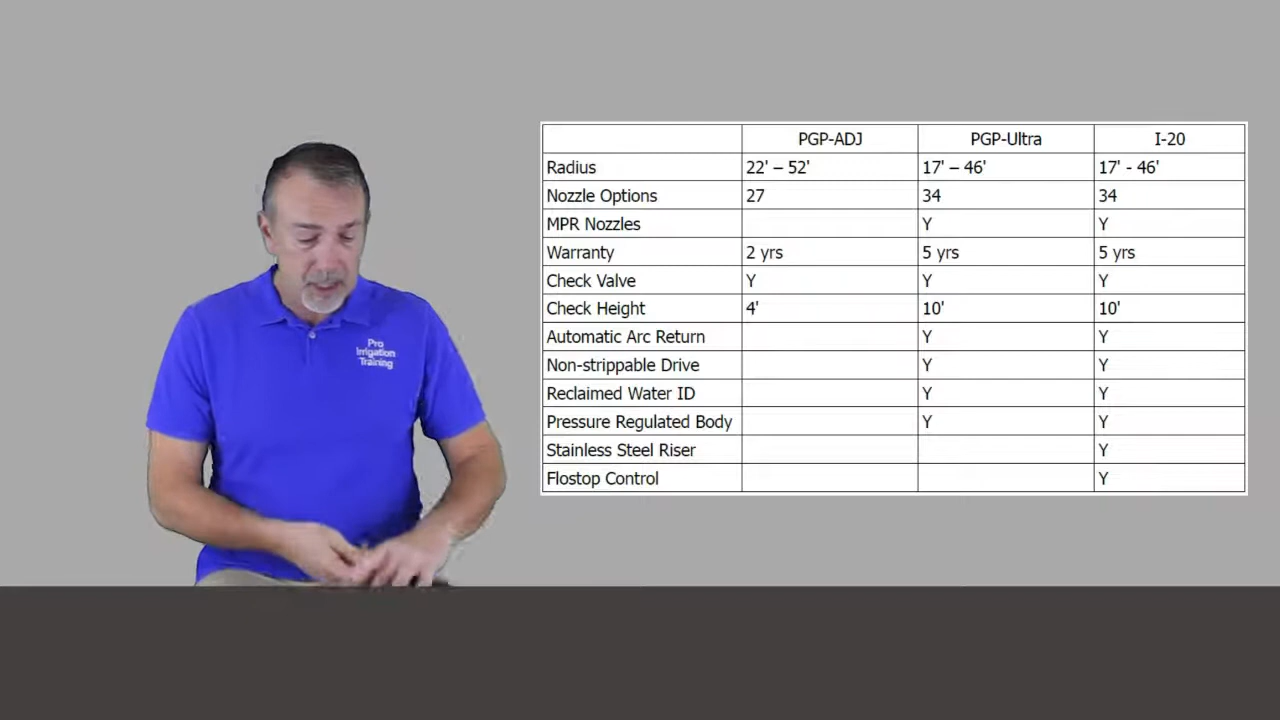 Pro
Irrigation
Training
PGP-ADJ PGP-Ultra I-20
Radius 22' – 52' 17' – 46' 17' - 46'
Nozzle Options 27 34 34
MPR Nozzles Y Y
Warranty 2 yrs 5 yrs 5 yrs
Check Valve Y Y Y
Check Height 4' 10' 10'
Automatic Arc Return Y Y
Non-strippable Drive Y Y
Reclaimed Water ID Y Y
Pressure Regulated Body Y Y
Stainless Steel Riser Y
Flostop Control Y